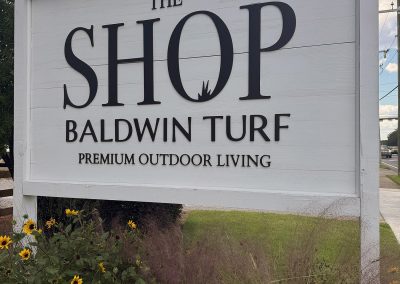 THE
SHOP
BALDWIN TURF
PREMIUM OUTDOOR LIVING